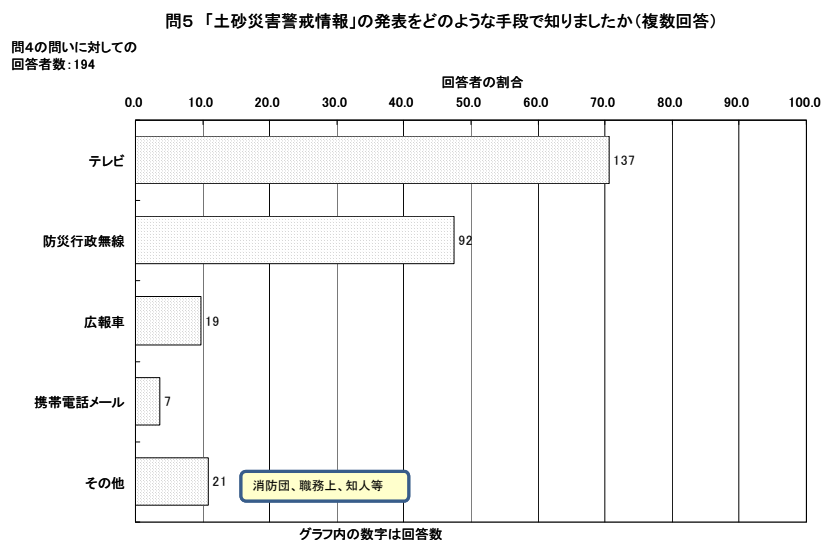 問5 「土砂災害警戒情報」の発表をどのような手段で知りましたか(複数回答)
問4の問いに対しての
回答者数:194
回答者の割合
0.0 10.0 20.0 30.0 40.0 50.0 60.0 70.0 80.0 90.0 100.0
テレビ 137
防災行政無線 92
広報車 19
携帯電話メール 7
その他 21 消防団、職務上、知人等
グラフ内の数字は回答数